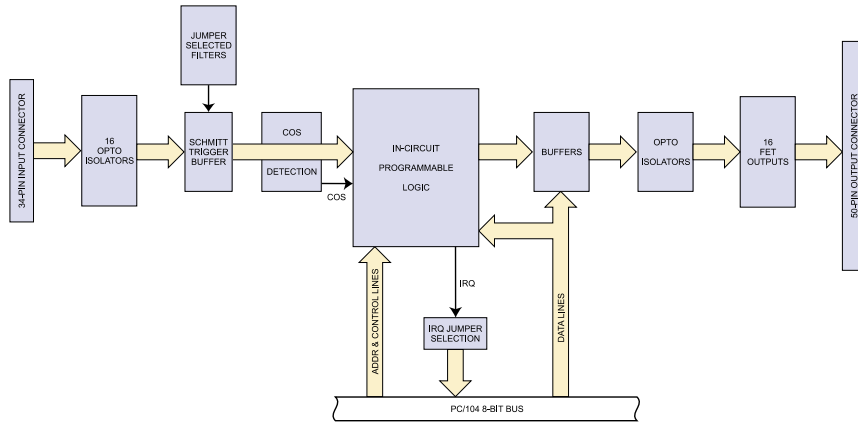 JUMPER
SELECTED
FILTERS
34-PIN INPUT CONNECTOR
16
OPTO
ISOLATORS
SCHMITT
TRIGGER
BUFFER
COS
DETECTION
COS
IN-CIRCUIT
PROGRAMMABLE
LOGIC
BUFFERS
OPTO
ISOLATORS
16
FET
OUTPUTS
50-PIN OUTPUT CONNECTOR
ADDR & CONTROL LINES
IRQ
IRQ JUMPER
SELECTION
DATA LINES
PC/104 8-BIT BUS